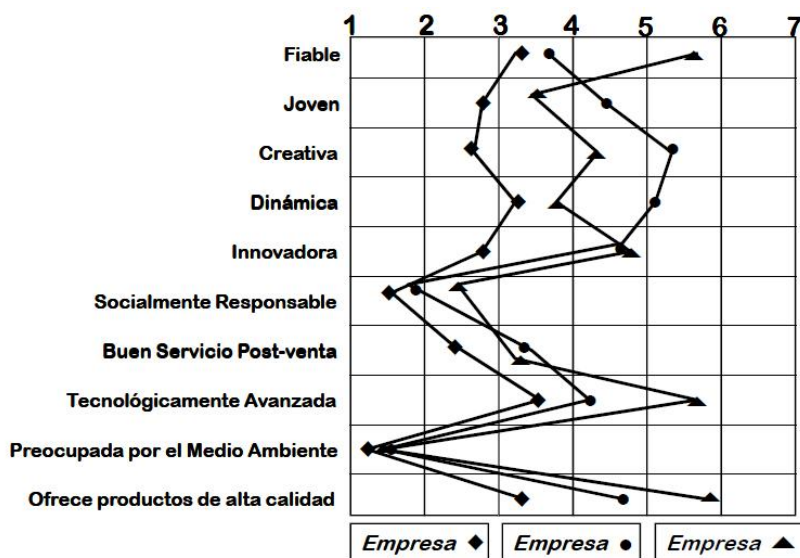 1 2 3 4 5 6 7
Fiable
Joven
Creativa
Dinámica
Innovadora
Socialmente Responsable
Buen Servicio Post-venta
Tecnológicamente Avanzada
Preocupada por el Medio Ambiente
Ofrece productos de alta calidad
Empresa Empresa Empresa